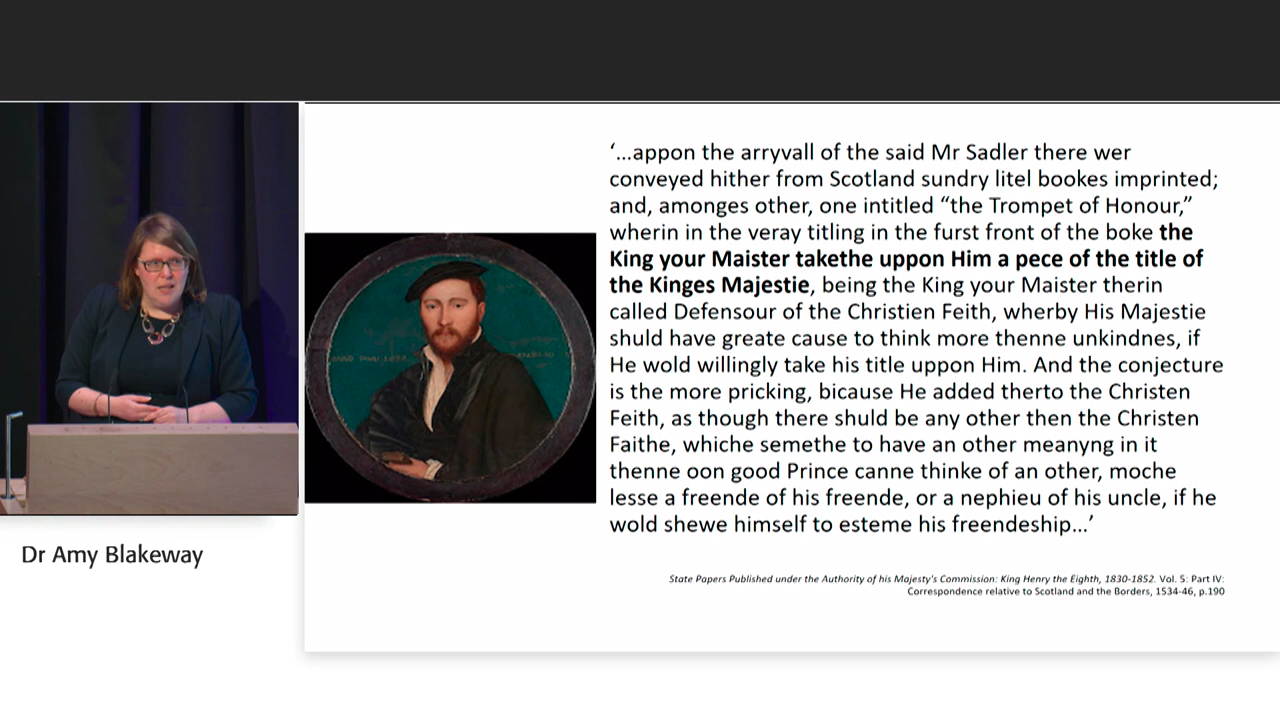 ‘...appon the arryvall of the said Mr Sadler there wer
conveyed hither from Scotland sundry litel bookes imprinted;
and, amonges other, one intitled “the Trompet of Honour,”
wherin in the veray titling in the furst front of the boke the
King your Maister takethe uppon Him a pece of the title of
the Kinges Majestie, being the King your Maister therin
called Defensour of the Christien Feith, wherby His Majestie
shuld have greate cause to think more thenne unkindnes, if
He wold willingly take his title uppon Him. And the conjecture
is the more pricking, bicause He added therto the Christen
Feith, as though there shuld be any other then the Christen
Faithe, whiche semethe to have an other meanyng in it
thenne oon good Prince canne thinke of an other, moche
lesse a freende of his freende, or a nephieu of his uncle, if he
wold shewe himself to esteme his freendeship...’
State Papers Published under the Authority of his Majesty's Commission: King Henry the Eighth, 1830-1852. Vol. 5: Part IV:
Correspondence relative to Scotland and the Borders, 1534-46, p.190
Dr Amy Blakeway